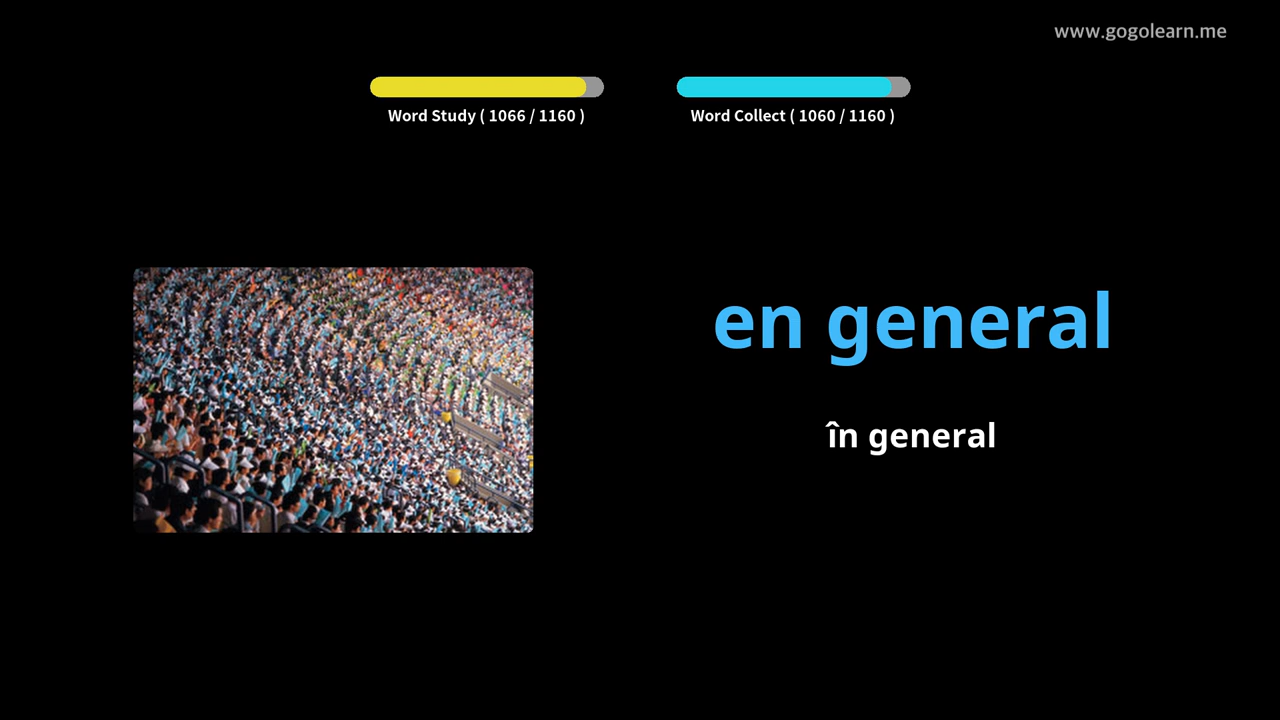 www.gogolearn.me
Word Study ( 1066 / 1160 )
Word Collect ( 1060 / 1160 )
en general
în general